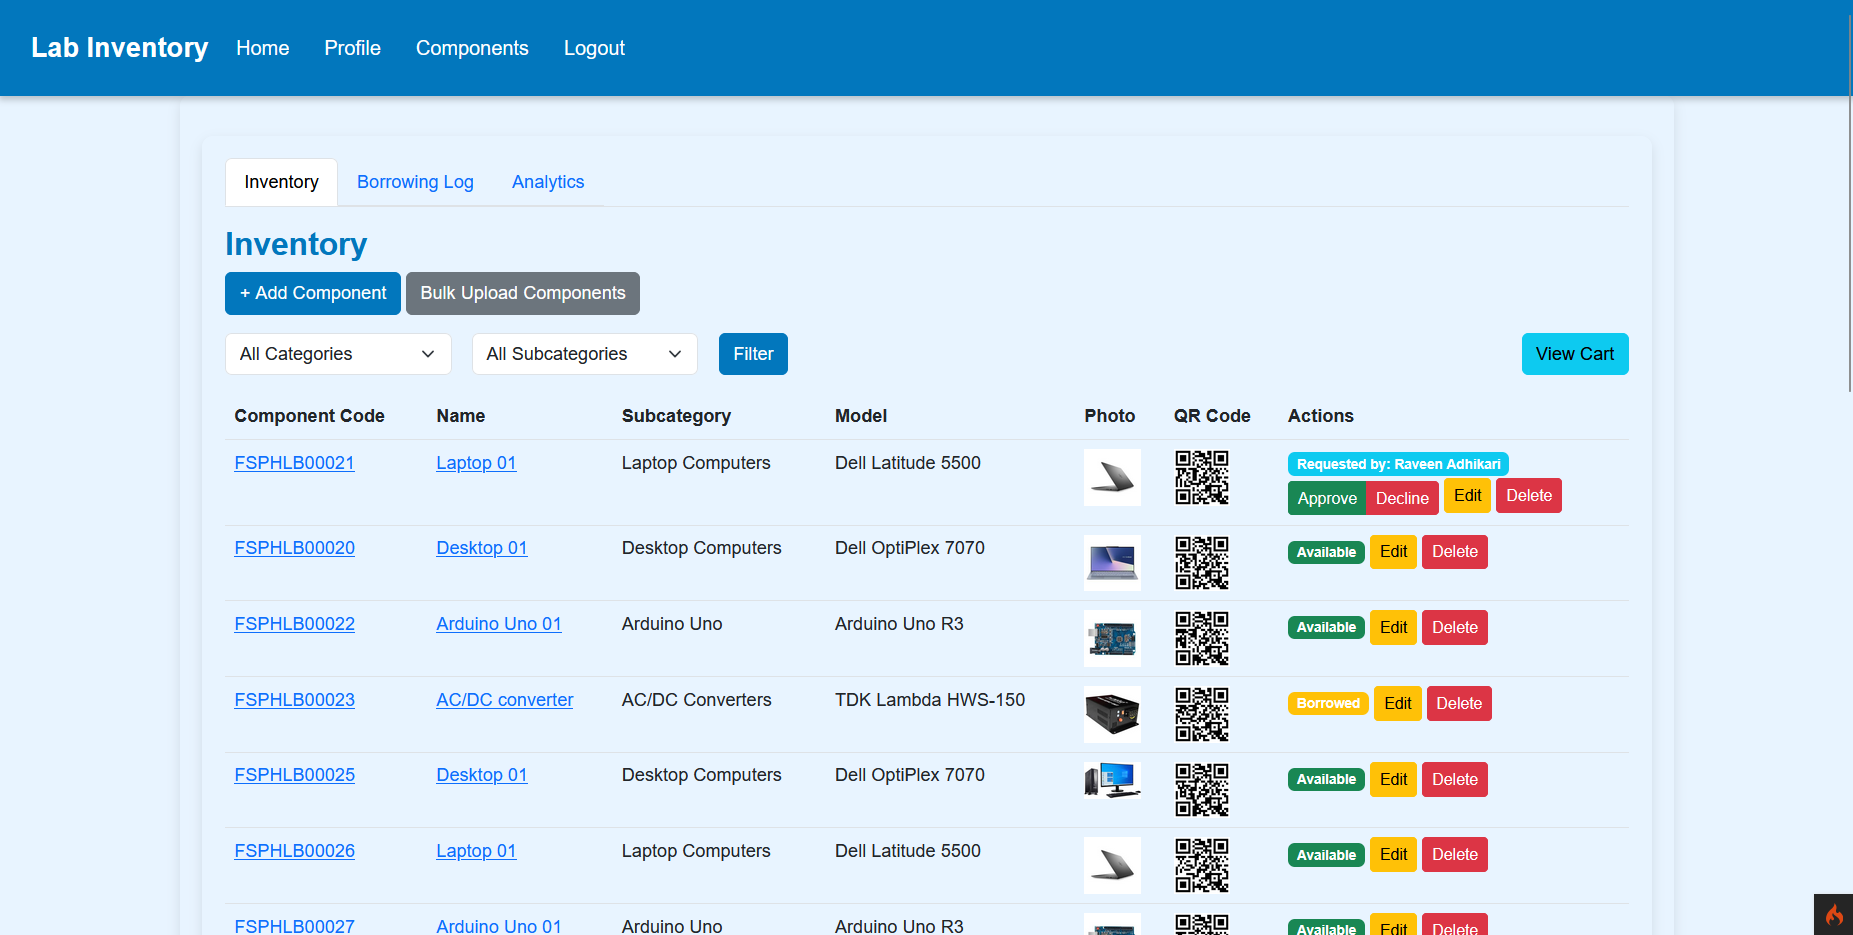 Lab Inventory Home Profile Components Logout
Inventory Borrowing Log Analytics
Inventory
+ Add Component Bulk Upload Components
All Categories All Subcategories Filter View Cart
Component Code Name Subcategory Model Photo QR Code Actions
FSPHLB00021 Laptop 01 Laptop Computers Dell Latitude 5500 Requested by: Raveen Adhikari
Approve Decline Edit Delete
FSPHLB00020 Desktop 01 Desktop Computers Dell OptiPlex 7070 Available Edit Delete
FSPHLB00022 Arduino Uno 01 Arduino Uno Arduino Uno R3 Available Edit Delete
FSPHLB00023 AC/DC converter AC/DC Converters TDK Lambda HWS-150 Borrowed Edit Delete
FSPHLB00025 Desktop 01 Desktop Computers Dell OptiPlex 7070 Available Edit Delete
FSPHLB00026 Laptop 01 Laptop Computers Dell Latitude 5500 Available Edit Delete
FSPHLB00027 Arduino Uno 01 Arduino Uno Arduino Uno R3 Available Edit Delete